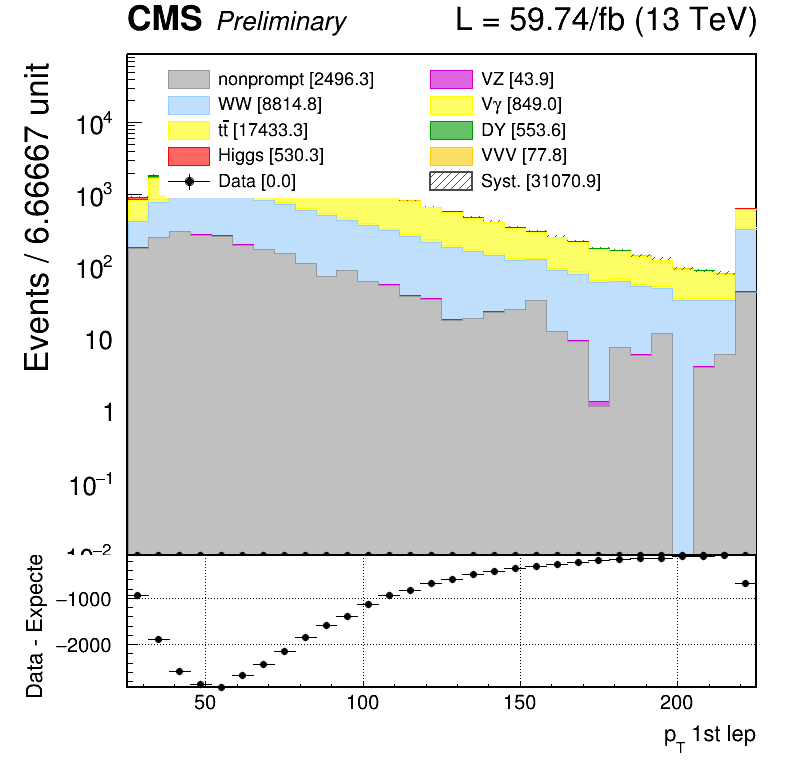 CMS Preliminary L = 59.74/fb (13 TeV)
nonprompt [2496.3] VZ [43.9]
WW [8814.8] Vγ [849.0]
tt̄ [17433.3] DY [553.6]
Higgs [530.3] VVV [77.8]
Data [0.0] Syst. [31070.9]
Events / 6.66667 unit
10⁴
10³
10²
10
1
10⁻¹
10⁻²
Data - Expecte
−1000
−2000
50 100 150 200
p_T 1st lep